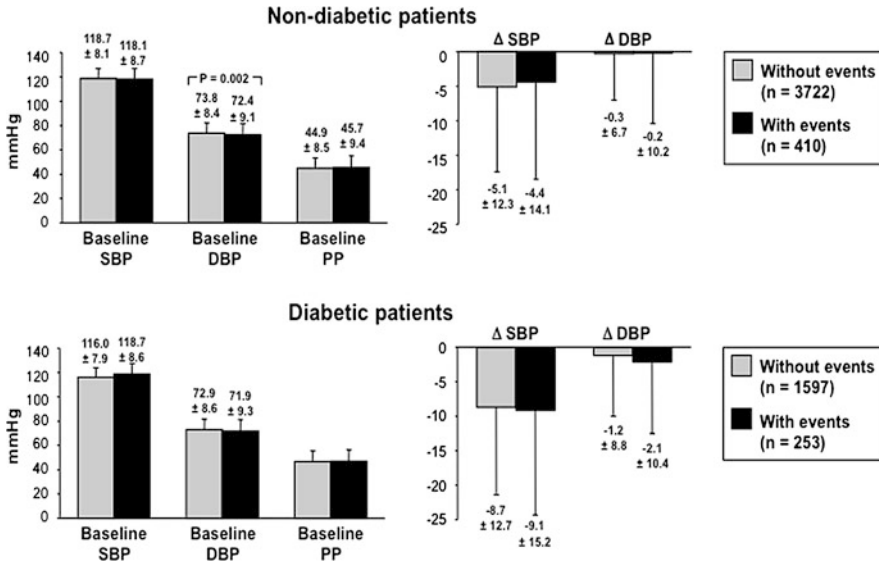 Non-diabetic patients
118.7 118.1
± 8.1 ± 8.7
P = 0.002
73.8 72.4
± 8.4 ± 9.1
44.9 45.7
± 8.5 ± 9.4
mmHg
140
120
100
80
60
40
20
0
Baseline Baseline Baseline
SBP DBP PP
Δ SBP Δ DBP
0
-5
-10
-15
-20
-25
-0.3 -0.2
± 6.7 ± 10.2
-5.1 -4.4
± 12.3 ± 14.1
Without events
(n = 3722)
With events
(n = 410)
Diabetic patients
116.0 118.7
± 7.9 ± 8.6
72.9 71.9
± 8.6 ± 9.3
mmHg
140
120
100
80
60
40
20
0
Baseline Baseline Baseline
SBP DBP PP
Δ SBP Δ DBP
0
-5
-10
-15
-20
-25
-1.2 -2.1
± 8.8 ± 10.4
-8.7 -9.1
± 12.7 ± 15.2
Without events
(n = 1597)
With events
(n = 253)